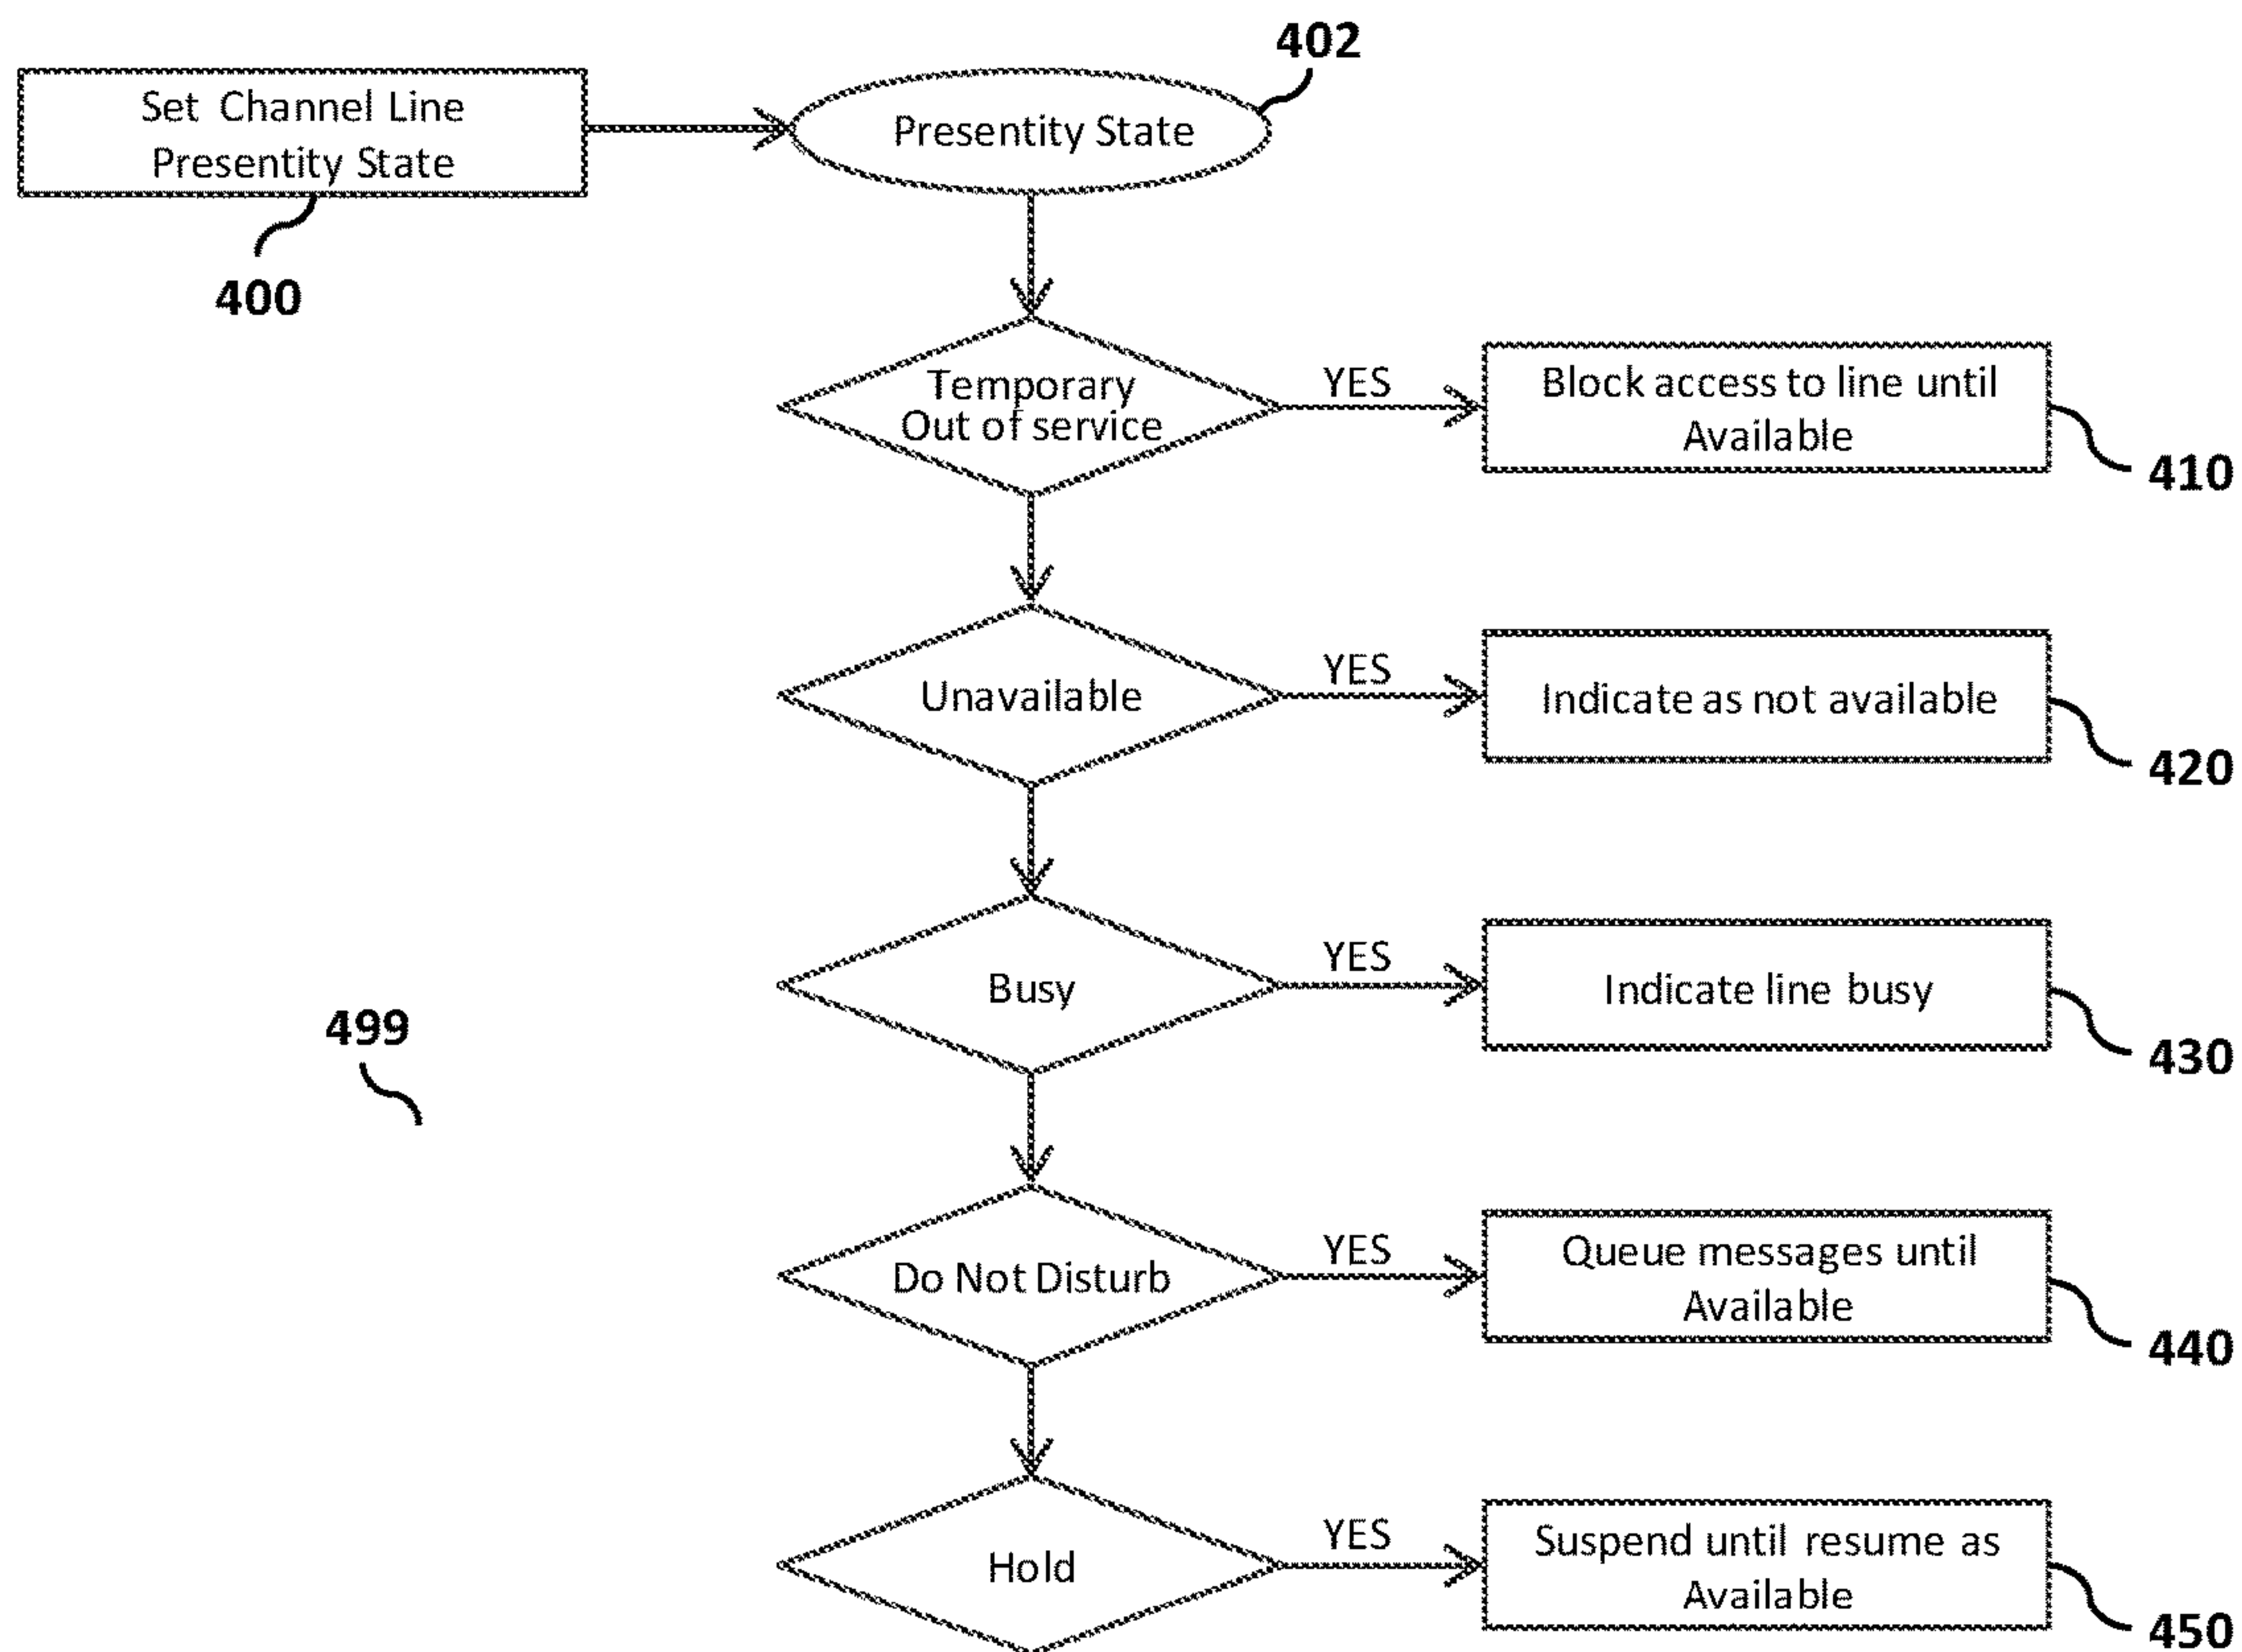 402
Set Channel Line
Presentity State
Presentity State
400
Temporary
Out of service
YES
Block access to line until
Available
410
Unavailable
YES
Indicate as not available
420
Busy
YES
Indicate line busy
430
499
Do Not Disturb
YES
Queue messages until
Available
440
Hold
YES
Suspend until resume as
Available
450